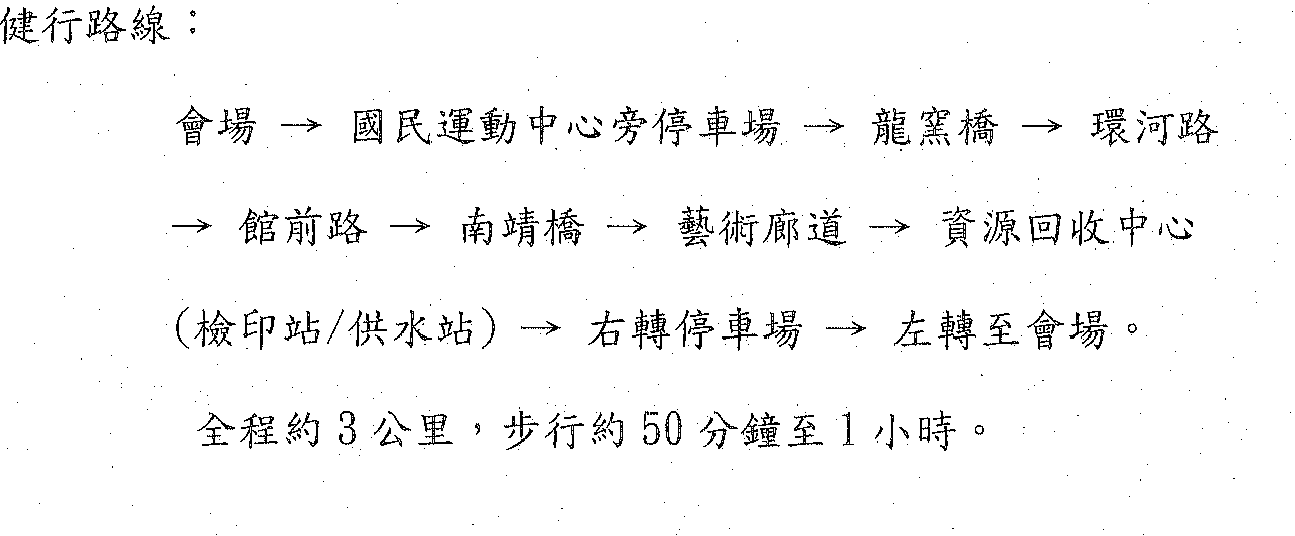 健行路線：
會場 → 國民運動中心旁停車場 → 龍窯橋 → 環河路
→ 館前路 → 南靖橋 → 藝術廊道 → 資源回收中心
(檢印站/供水站) → 右轉停車場 → 左轉至會場。
全程約 3 公里，步行約 50 分鐘至 1 小時。